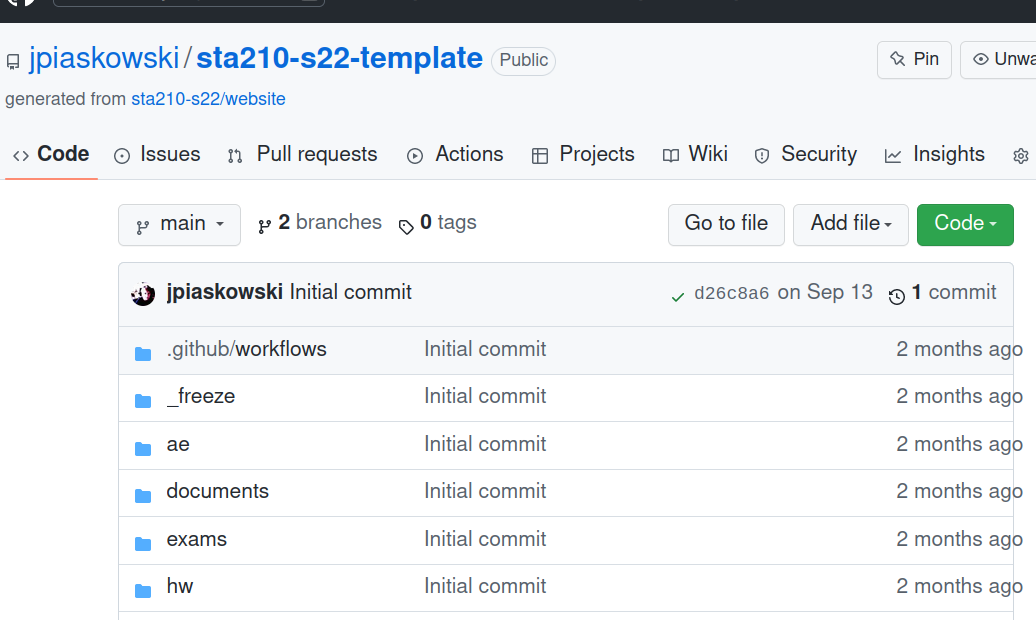 jpiaskowski/sta210-s22-template Public Pin Unwa
generated from sta210-s22/website
Code Issues Pull requests Actions Projects Wiki Security Insights
main 2 branches 0 tags Go to file Add file Code
jpiaskowski Initial commit d26c8a6 on Sep 13 1 commit
.github/workflows Initial commit 2 months ago
_freeze Initial commit 2 months ago
ae Initial commit 2 months ago
documents Initial commit 2 months ago
exams Initial commit 2 months ago
hw Initial commit 2 months ago